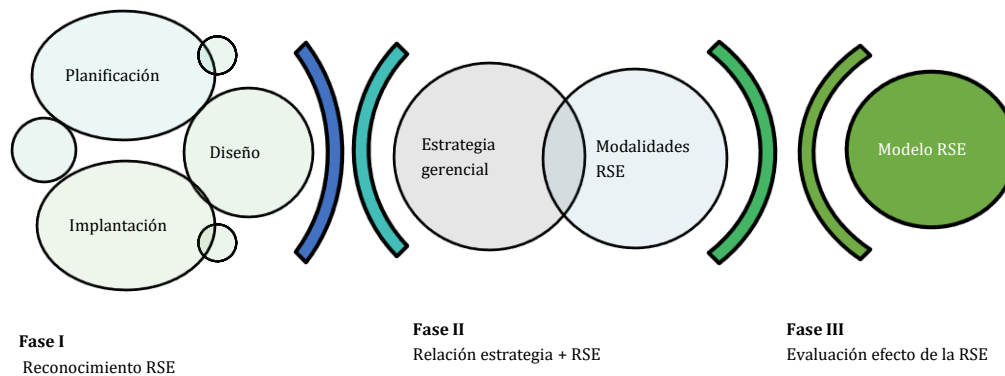 Planificación
Diseño
Implantación
Estrategia
gerencial
Modalidades
RSE
Modelo RSE
Fase I
Reconocimiento RSE
Fase II
Relación estrategia + RSE
Fase III
Evaluación efecto de la RSE